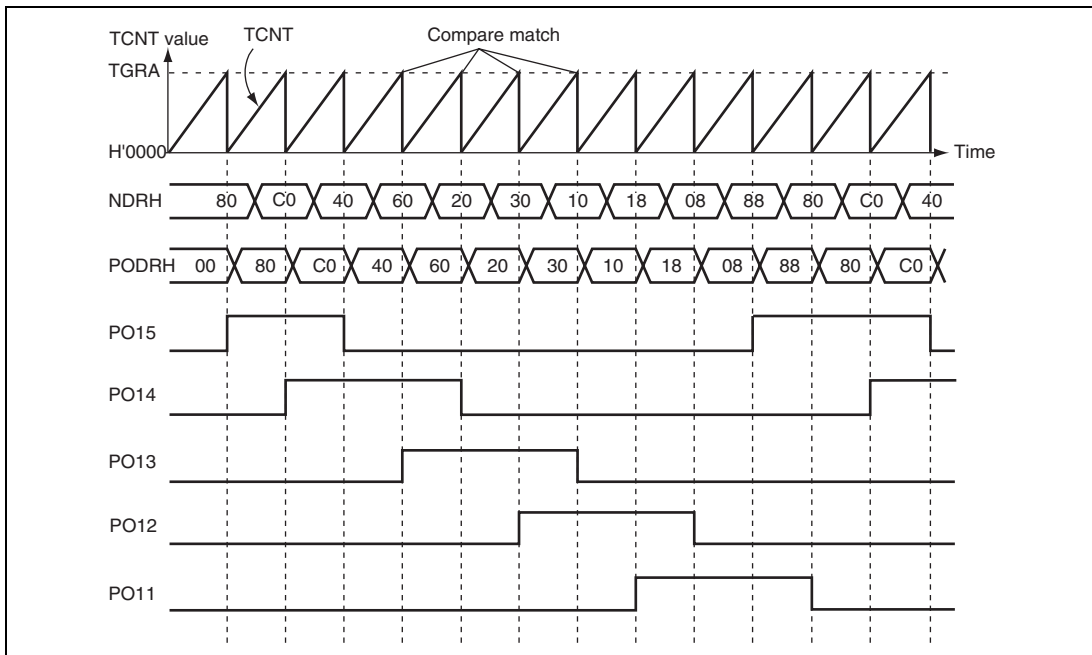 TCNT value TCNT Compare match
TGRA
H'0000 Time
NDRH 80 C0 40 60 20 30 10 18 08 88 80 C0 40
PODRH 00 80 C0 40 60 20 30 10 18 08 88 80 C0
PO15
PO14
PO13
PO12
PO11